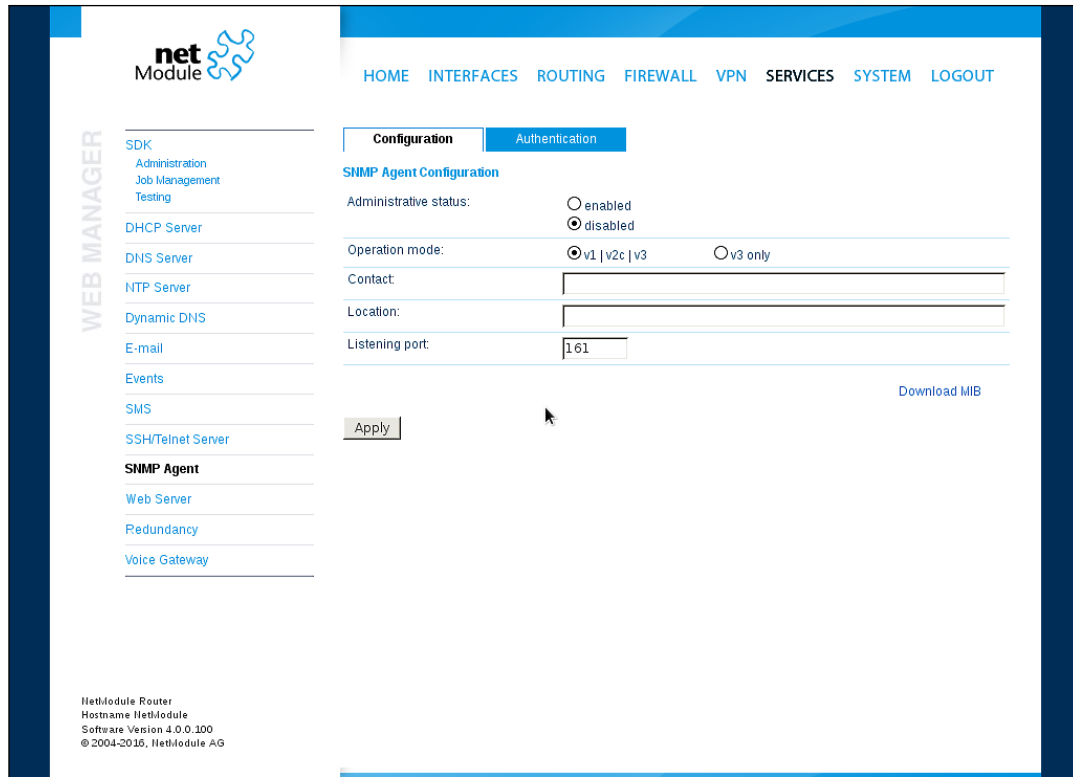 net
Module
HOME INTERFACES ROUTING FIREWALL VPN SERVICES SYSTEM LOGOUT
WEB MANAGER
SDK
Administration
Job Management
Testing
DHCP Server
DNS Server
NTP Server
Dynamic DNS
E-mail
Events
SMS
SSH/Telnet Server
SNMP Agent
Web Server
Redundancy
Voice Gateway
Configuration Authentication
SNMP Agent Configuration
Administrative status: enabled
disabled
Operation mode: v1 | v2c | v3 v3 only
Contact:
Location:
Listening port: 161
Download MIB
Apply
NetModule Router
Hostname NetModule
Software Version 4.0.0.100
© 2004-2016, NetModule AG